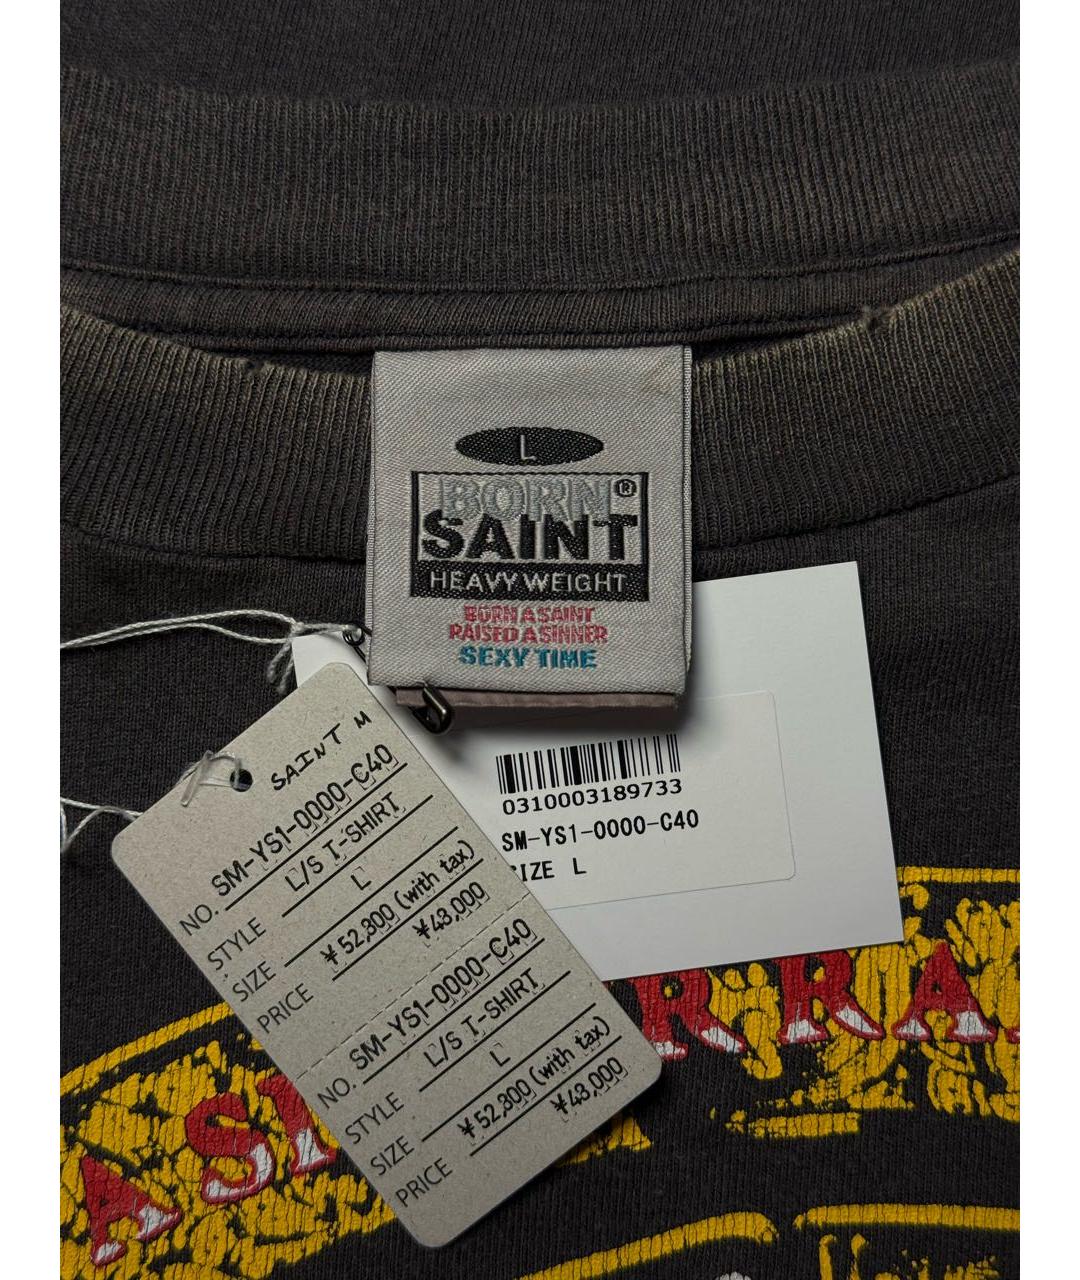 L
BORN®
SAINT
HEAVY WEIGHT
BORN A SAINT
RAISED A SINNER
SEXY TIME
SAINT M
NO. SM-YS1-0000-C40
STYLE L/S T-SHIRT
SIZE L
PRICE ¥52,300 (with tax)
¥48,000
NO. SM-YS1-0000-C40
STYLE L/S T-SHIRT
SIZE L
PRICE ¥52,300 (with tax)
¥48,000
0310003189733
SM-YS1-0000-C40
SIZE L